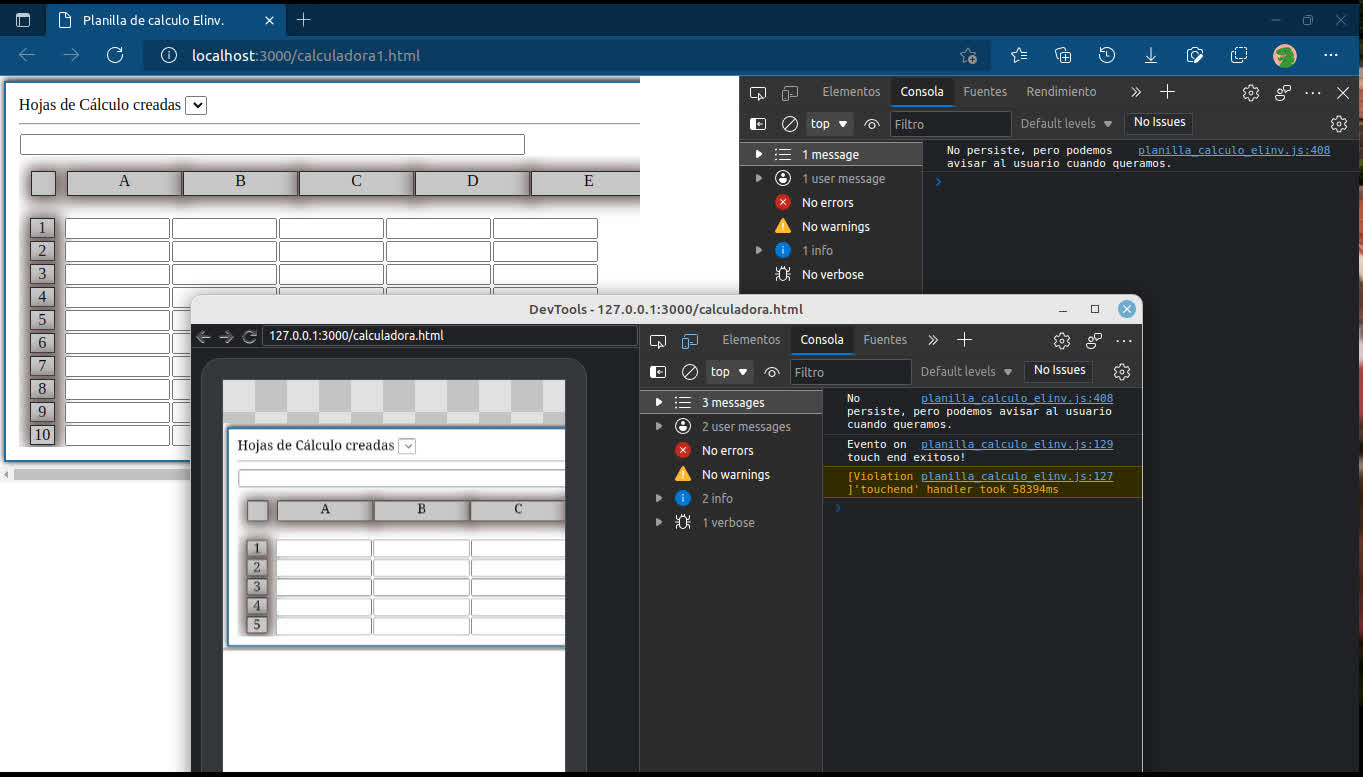 Planilla de calculo Elinv.
localhost:3000/calculadora1.html
Hojas de Cálculo creadas
A B C D E
1
2
3
4
5
6
7
8
9
10
Elementos Consola Fuentes Rendimiento
top Filtro Default levels No Issues
1 message
1 user message
No errors
No warnings
1 info
No verbose
No persiste, pero podemos planilla_calculo_elinv.js:408
avisar al usuario cuando queramos.
DevTools - 127.0.0.1:3000/calculadora.html
127.0.0.1:3000/calculadora.html
Hojas de Cálculo creadas
A B C
1
2
3
4
5
Elementos Consola Fuentes
top Filtro Default levels No Issues
3 messages
2 user messages
No errors
No warnings
2 info
1 verbose
No planilla_calculo_elinv.js:408
persiste, pero podemos avisar al usuario
cuando queramos.
Evento on planilla_calculo_elinv.js:129
touch end exitoso!
[Violation planilla_calculo_elinv.js:127
]'touchend' handler took 58394ms